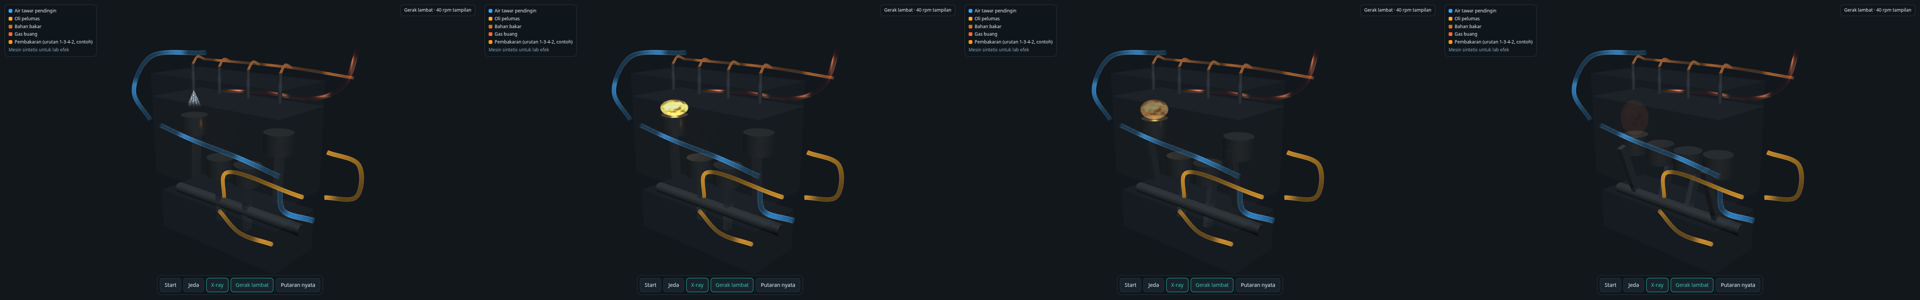 Air tawar pendingin
Oli pelumas
Bahan bakar
Gas buang
Pembakaran (urutan 1-3-4-2, contoh)
Mesin sintetis untuk lab efek
Gerak lambat · 40 rpm tampilan
Start Jeda X-ray Gerak lambat Putaran nyata
Air tawar pendingin
Oli pelumas
Bahan bakar
Gas buang
Pembakaran (urutan 1-3-4-2, contoh)
Mesin sintetis untuk lab efek
Gerak lambat · 40 rpm tampilan
Start Jeda X-ray Gerak lambat Putaran nyata
Air tawar pendingin
Oli pelumas
Bahan bakar
Gas buang
Pembakaran (urutan 1-3-4-2, contoh)
Mesin sintetis untuk lab efek
Gerak lambat · 40 rpm tampilan
Start Jeda X-ray Gerak lambat Putaran nyata
Air tawar pendingin
Oli pelumas
Bahan bakar
Gas buang
Pembakaran (urutan 1-3-4-2, contoh)
Mesin sintetis untuk lab efek
Gerak lambat · 40 rpm tampilan
Start Jeda X-ray Gerak lambat Putaran nyata